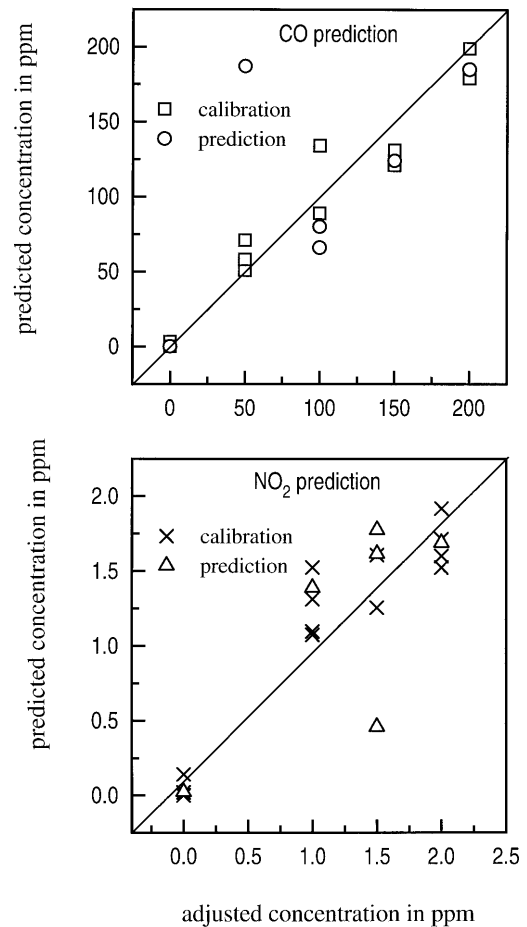 predicted concentration in ppm
CO prediction
calibration
prediction
200
150
100
50
0
0 50 100 150 200
predicted concentration in ppm
NO2 prediction
calibration
prediction
2.0
1.5
1.0
0.5
0.0
0.0 1.0 1.5 2.0 2.5
adjusted concentration in ppm